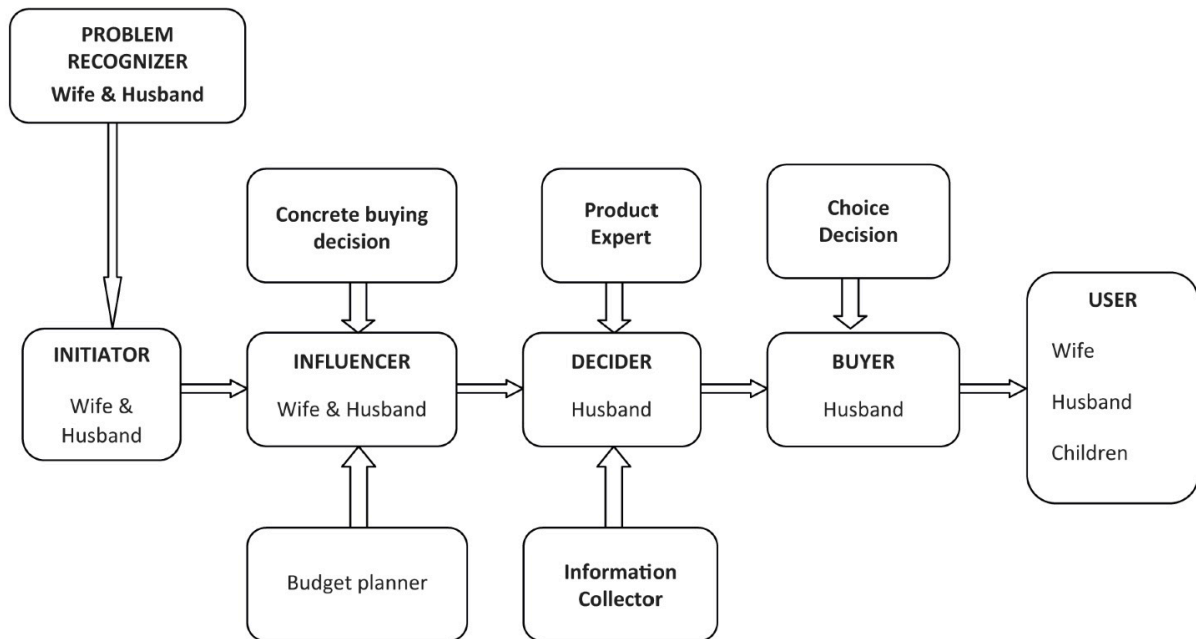 PROBLEM
RECOGNIZER
Wife & Husband
Concrete buying
decision
Product
Expert
Choice
Decision
INITIATOR
Wife &
Husband
INFLUENCER
Wife & Husband
DECIDER
Husband
BUYER
Husband
USER
Wife
Husband
Children
Budget planner
Information
Collector